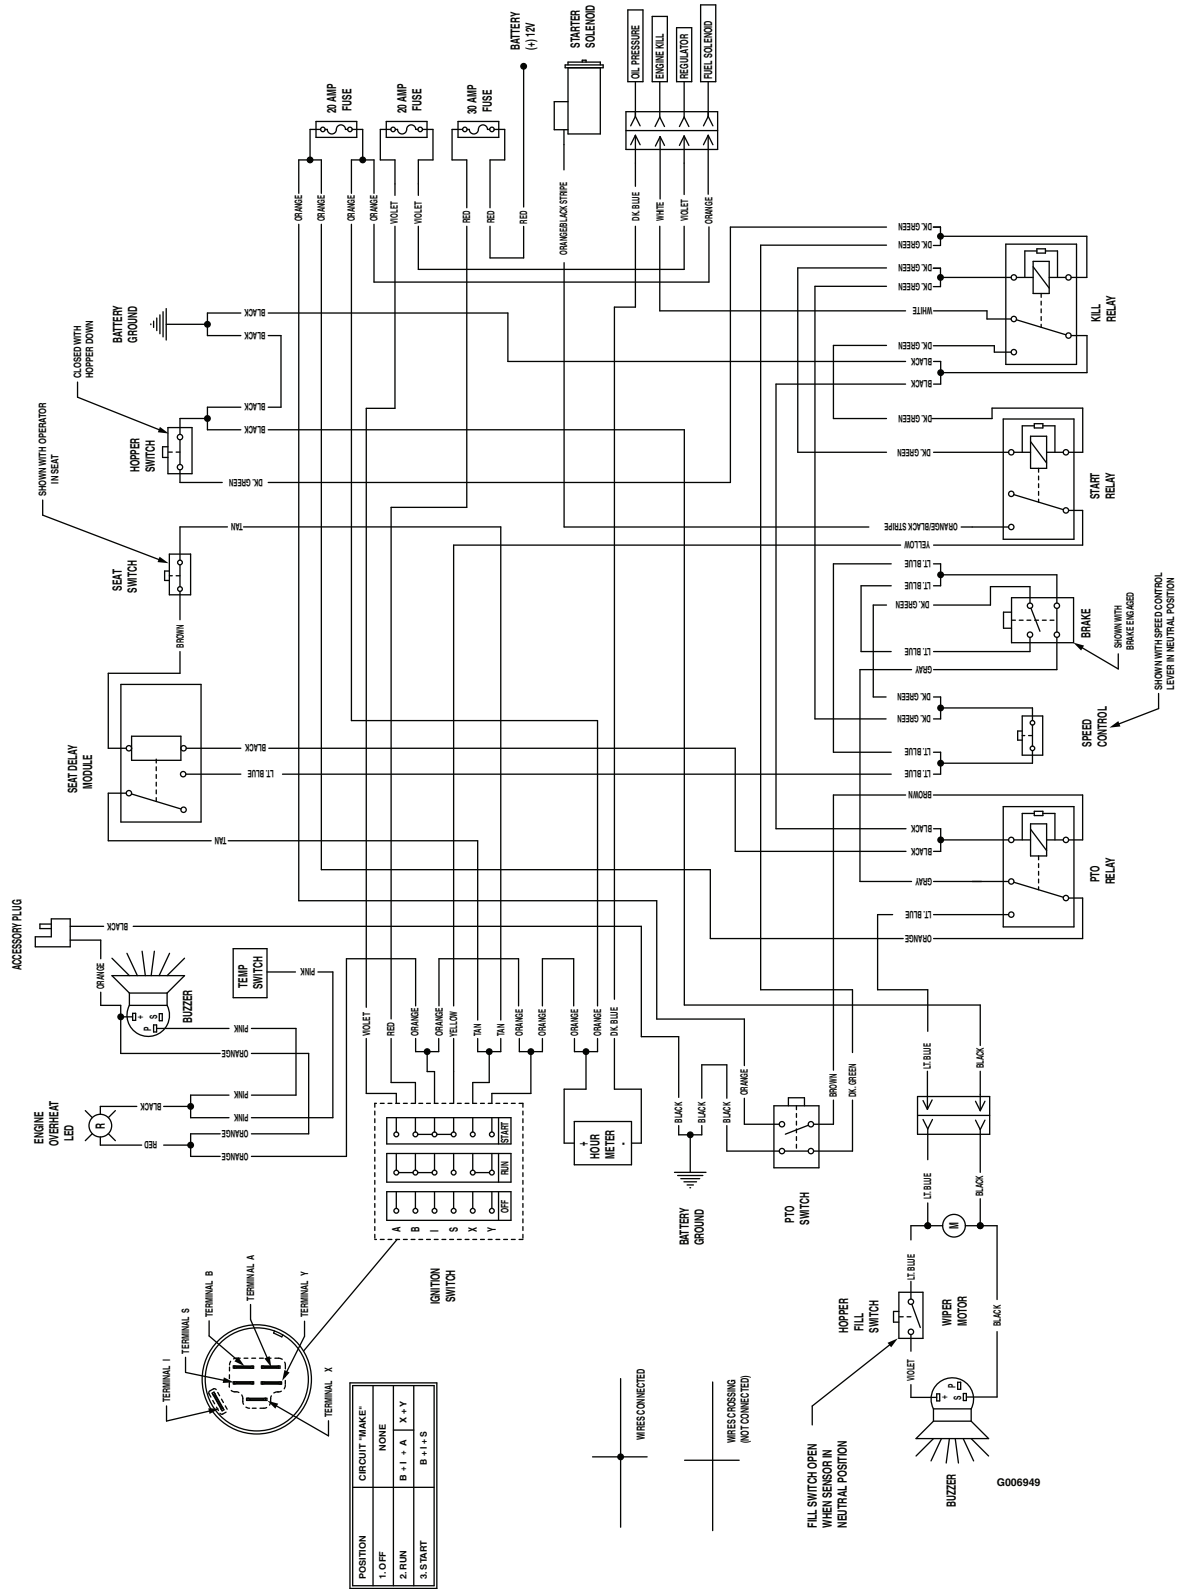 20 AMP
FUSE
20 AMP
FUSE
30 AMP
FUSE
BATTERY
(+) 12V
STARTER
SOLENOID
OIL PRESSURE
ENGINE KILL
REGULATOR
FUEL SOLENOID
ORANGE
ORANGE
ORANGE
ORANGE
VIOLET
VIOLET
RED
RED
RED
ORANGE/BLACK STRIPE
DK. BLUE
WHITE
VIOLET
ORANGE
BATTERY
GROUND
BLACK
BLACK
CLOSED WITH
HOPPER DOWN
HOPPER
SWITCH
BLACK
BLACK
DK. GREEN
SHOWN WITH OPERATOR
IN SEAT
SEAT
SWITCH
TAN
BROWN
SEAT DELAY
MODULE
BLACK
LT. BLUE
TAN
DK. GREEN
DK. GREEN
DK. GREEN
DK. GREEN
WHITE
DK. GREEN
BLACK
BLACK
KILL
RELAY
DK. GREEN
DK. GREEN
ORANGE/BLACK STRIPE
YELLOW
START
RELAY
LT. BLUE
LT. BLUE
DK. GREEN
LT. BLUE
GRAY
BRAKE
SHOWN WITH
BRAKE ENGAGED
DK. GREEN
DK. GREEN
LT. BLUE
LT. BLUE
SPEED
CONTROL
SHOWN WITH SPEED CONTROL
LEVER IN NEUTRAL POSITION
BROWN
BLACK
BLACK
GRAY
LT. BLUE
ORANGE
PTO
RELAY
ACCESSORY PLUG
BLACK
ORANGE
BUZZER
+
S
P
TEMP
SWITCH
PINK
PINK
ORANGE
ENGINE
OVERHEAT
LED
R
BLACK
RED
PINK
PINK
ORANGE
ORANGE
VIOLET
RED
ORANGE
ORANGE
YELLOW
TAN
TAN
ORANGE
ORANGE
ORANGE
ORANGE
DK. BLUE
START
RUN
OFF
A
B
I
S
X
Y
IGNITION
SWITCH
+
HOUR
METER
-
BLACK
BLACK
BLACK
ORANGE
BATTERY
GROUND
BROWN
DK. GREEN
PTO
SWITCH
LT. BLUE
BLACK
LT. BLUE
BLACK
M
WIPER
MOTOR
LT. BLUE
BLACK
HOPPER
FILL
SWITCH
VIOLET
+
S
P
BUZZER
FILL SWITCH OPEN
WHEN SENSOR IN
NEUTRAL POSITION
TERMINAL I
TERMINAL S
TERMINAL B
TERMINAL A
TERMINAL Y
TERMINAL X
POSITION CIRCUIT "MAKE"
1. OFF NONE
2. RUN B + I + A X + Y
3. START B + I + S
WIRES CONNECTED
WIRES CROSSING
(NOT CONNECTED)
G006949